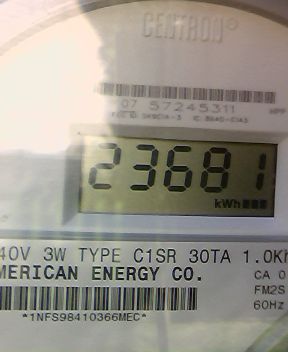 CENTRON®
07 57245311
23681
kWh
40V 3W TYPE C1SR 30TA 1.0Kh
MERICAN ENERGY CO.
CA 0
FM2S
60Hz
*1NFS98410366MEC*